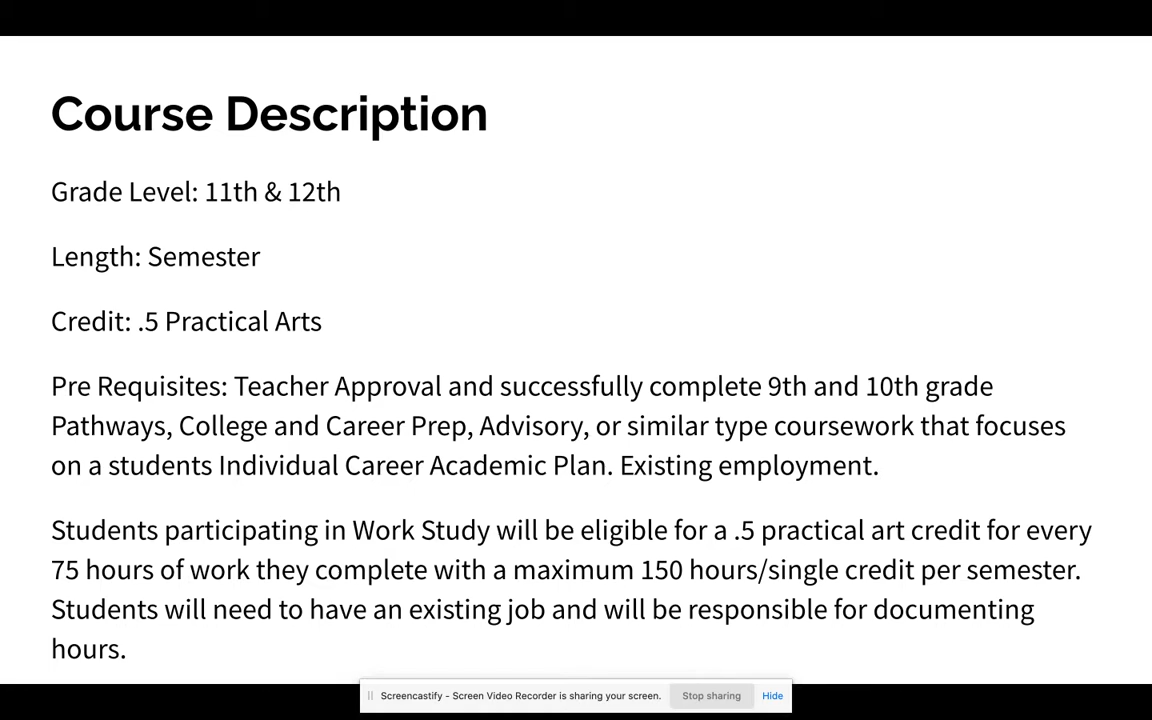 Course Description
Grade Level: 11th & 12th
Length: Semester
Credit: .5 Practical Arts
Pre Requisites: Teacher Approval and successfully complete 9th and 10th grade
Pathways, College and Career Prep, Advisory, or similar type coursework that focuses
on a students Individual Career Academic Plan. Existing employment.
Students participating in Work Study will be eligible for a .5 practical art credit for every
75 hours of work they complete with a maximum 150 hours/single credit per semester.
Students will need to have an existing job and will be responsible for documenting
hours.
Screencastify - Screen Video Recorder is sharing your screen. Stop sharing Hide